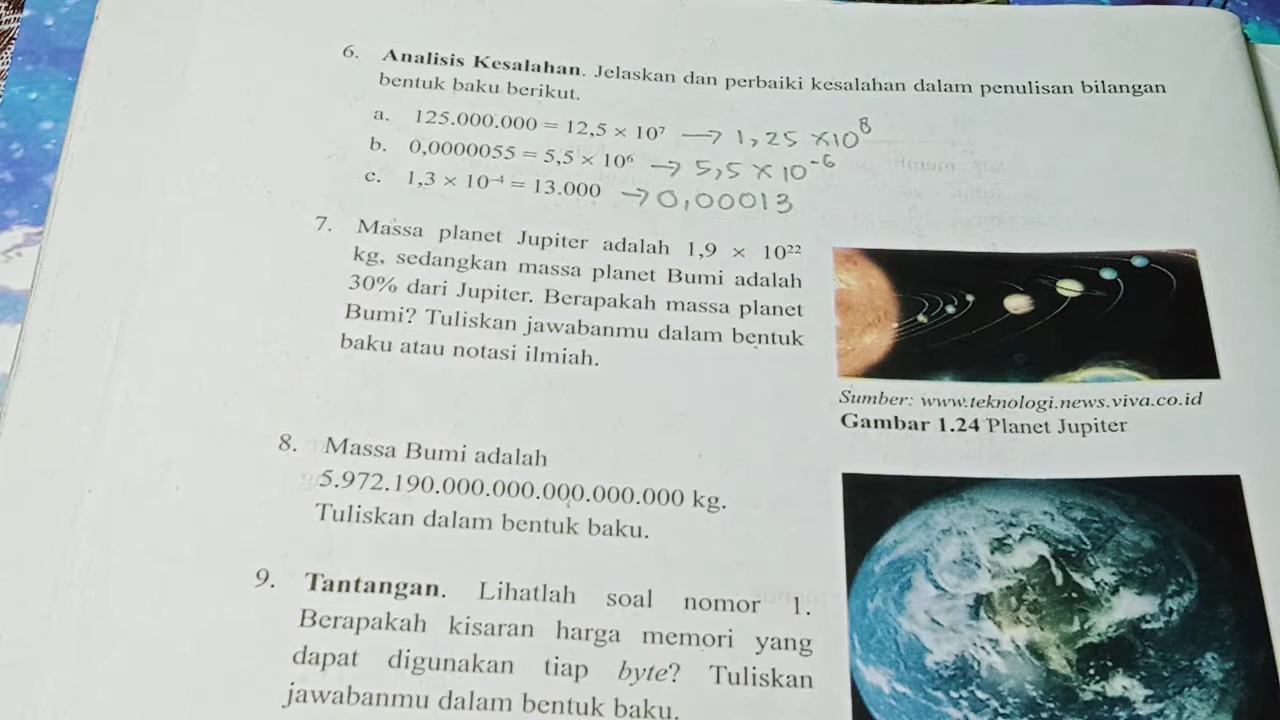 6. Analisis Kesalahan. Jelaskan dan perbaiki kesalahan dalam penulisan bilangan
bentuk baku berikut.
a. 125.000.000 = 12,5 × 10⁷ → 1,25 × 10⁸
b. 0,0000055 = 5,5 × 10⁶ → 5,5 × 10⁻⁶
c. 1,3 × 10⁻⁴ = 13.000 → 0,00013
7. Massa planet Jupiter adalah 1,9 × 10²²
kg, sedangkan massa planet Bumi adalah
30% dari Jupiter. Berapakah massa planet
Bumi? Tuliskan jawabanmu dalam bentuk
baku atau notasi ilmiah.
Sumber: www.teknologi.news.viva.co.id
Gambar 1.24 Planet Jupiter
8. Massa Bumi adalah
5.972.190.000.000.000.000.000 kg.
Tuliskan dalam bentuk baku.
9. Tantangan. Lihatlah soal nomor 1.
Berapakah kisaran harga memori yang
dapat digunakan tiap byte? Tuliskan
jawabanmu dalam bentuk baku.